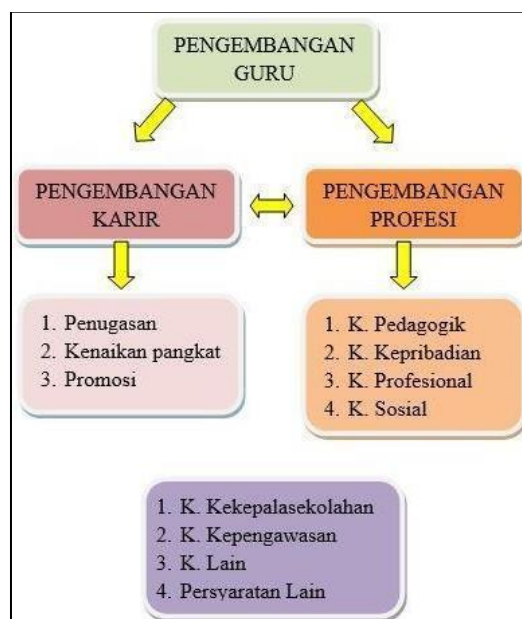 PENGEMBANGAN
GURU
PENGEMBANGAN
KARIR
PENGEMBANGAN
PROFESI
1. Penugasan
2. Kenaikan pangkat
3. Promosi
1. K. Pedagogik
2. K. Kepribadian
3. K. Profesional
4. K. Sosial
1. K. Kekepalasekolahan
2. K. Kepengawasan
3. K. Lain
4. Persyaratan Lain